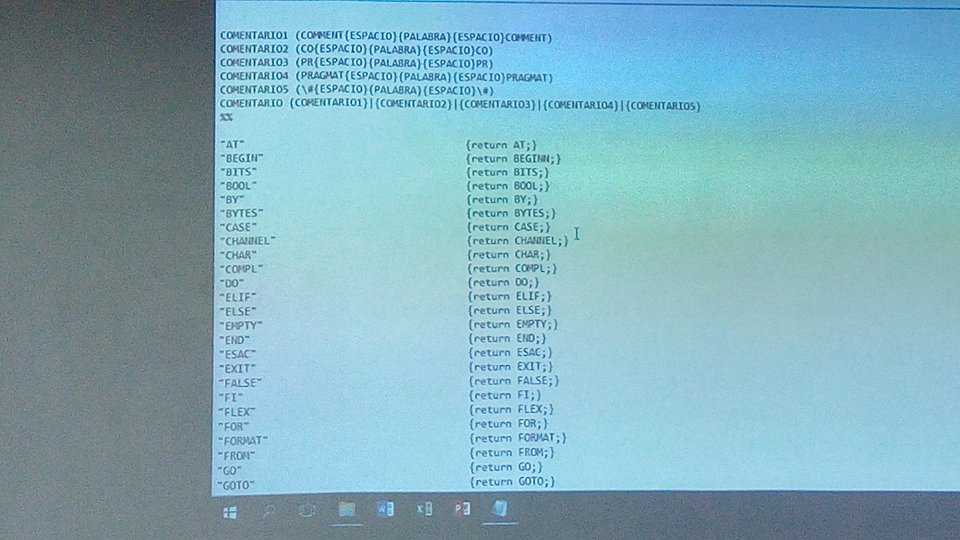 COMENTARIO1 (COMMENT{ESPACIO}{PALABRA}{ESPACIO}COMMENT)
COMENTARIO2 (CO{ESPACIO}{PALABRA}{ESPACIO}CO)
COMENTARIO3 (PR{ESPACIO}{PALABRA}{ESPACIO}PR)
COMENTARIO4 (PRAGMAT{ESPACIO}{PALABRA}{ESPACIO}PRAGMAT)
COMENTARIO5 (\#{ESPACIO}{PALABRA}{ESPACIO}\#)
COMENTARIO {COMENTARIO1}|{COMENTARIO2}|{COMENTARIO3}|{COMENTARIO4}|{COMENTARIO5}
%%
"AT" {return AT;}
"BEGIN" {return BEGINN;}
"BITS" {return BITS;}
"BOOL" {return BOOL;}
"BY" {return BY;}
"BYTES" {return BYTES;}
"CASE" {return CASE;}
"CHANNEL" {return CHANNEL;}
"CHAR" {return CHAR;}
"COMPL" {return COMPL;}
"DO" {return DO;}
"ELIF" {return ELIF;}
"ELSE" {return ELSE;}
"EMPTY" {return EMPTY;}
"END" {return END;}
"ESAC" {return ESAC;}
"EXIT" {return EXIT;}
"FALSE" {return FALSE;}
"FI" {return FI;}
"FLEX" {return FLEX;}
"FOR" {return FOR;}
"FORMAT" {return FORMAT;}
"FROM" {return FROM;}
"GO" {return GO;}
"GOTO" {return GOTO;}